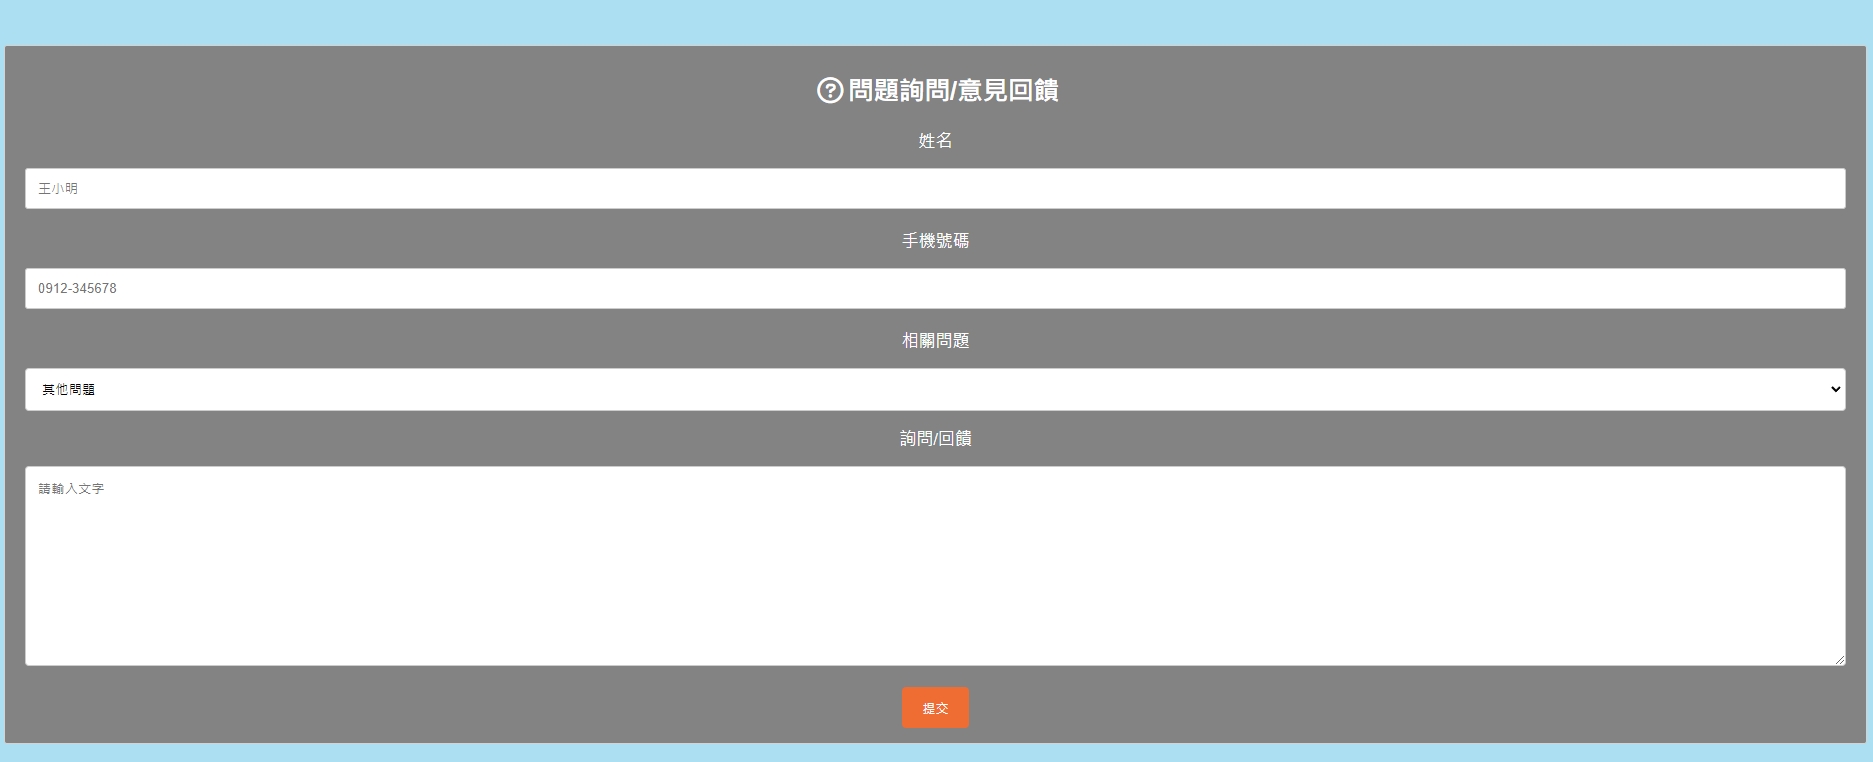 問題詢問/意見回饋
姓名
王小明
手機號碼
0912-345678
相關問題
其他問題
詢問/回饋
請輸入文字
提交